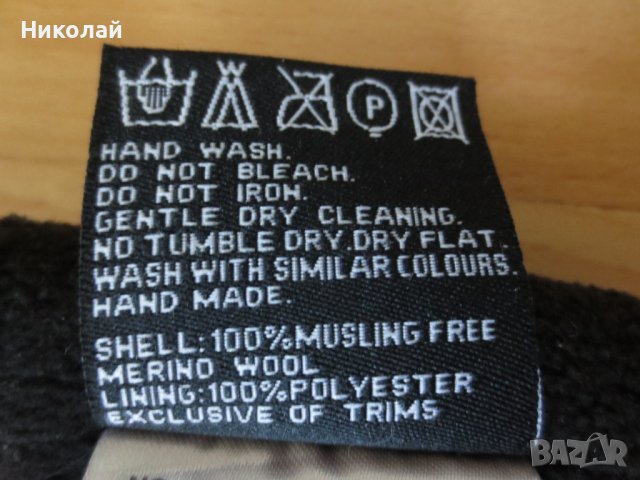 Николай
P
HAND WASH.
DO NOT BLEACH.
DO NOT IRON.
GENTLE DRY CLEANING.
NO TUMBLE DRY.DRY FLAT.
WASH WITH SIMILAR COLOURS.
HAND MADE.
SHELL:100%MUSLING FREE
MERINO WOOL
LINING:100%POLYESTER
EXCLUSIVE OF TRIMS
BAZAR